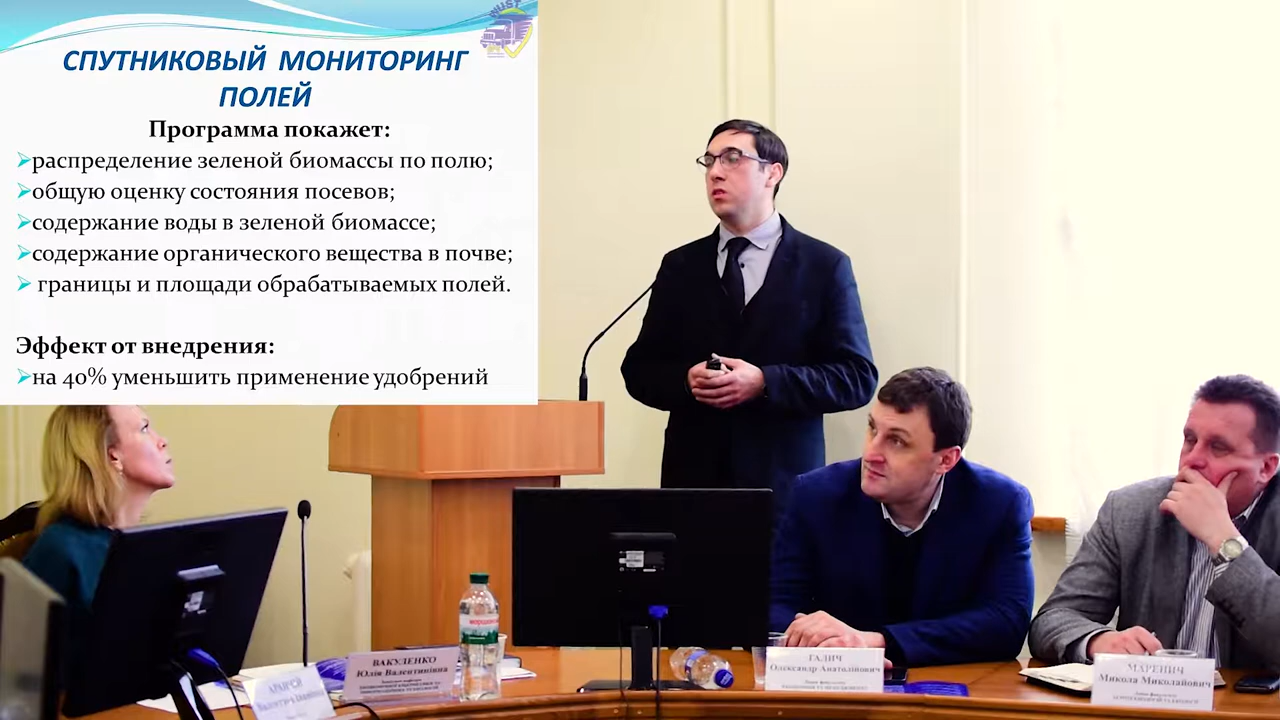 СПУТНИКОВЫЙ МОНИТОРИНГ
ПОЛЕЙ
Программа покажет:
распределение зеленой биомассы по полю;
общую оценку состояния посевов;
содержание воды в зеленой биомассе;
содержание органического вещества в почве;
границы и площади обрабатываемых полей.
Эффект от внедрения:
на 40% уменьшить применение удобрений
ВАКУЛЕНКО
Юлія Валентинівна
ГАЛИЧ
Олександр Анатолійович
МАРЕНИЧ
Микола Миколайович